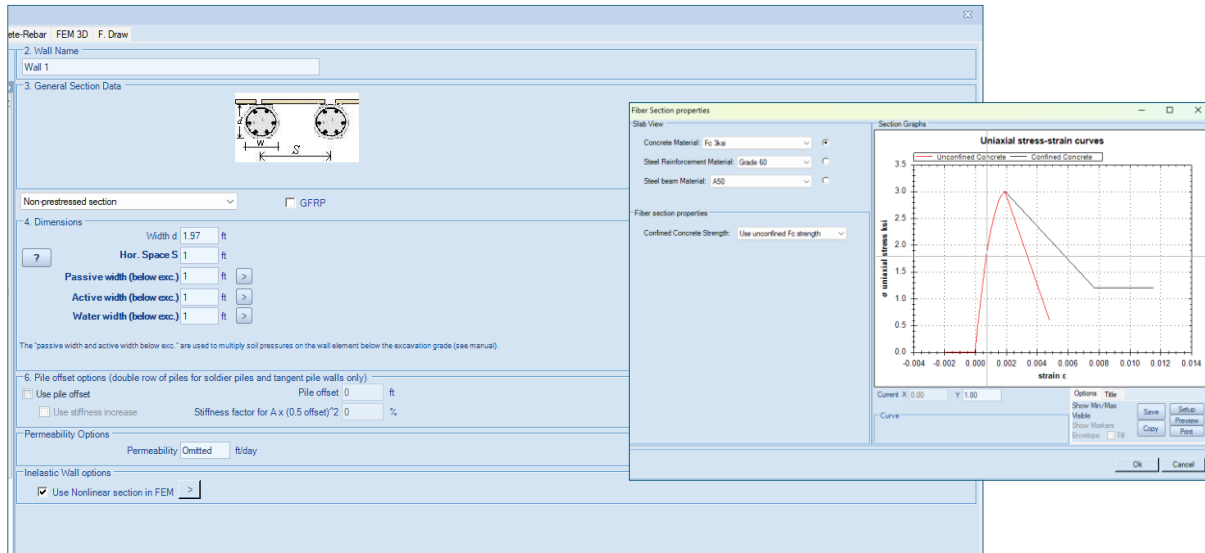 ete-Rebar FEM 3D F. Draw
2. Wall Name
Wall 1
3. General Section Data
d
W
S
Non-prestressed section
GFRP
4. Dimensions
Width d 1.97 ft
? Hor. Space S 1 ft
Passive width (below exc.) 1 ft >
Active width (below exc.) 1 ft >
Water width (below exc.) 1 ft >
The "passive width and active width below exc." are used to multiply soil pressures on the wall element below the excavation grade (see manual).
6. Pile offset options (double row of piles for soldier piles and tangent pile walls only)
Use pile offset Pile offset 0 ft
Use stiffness increase Stiffness factor for A x (0.5 offset)^2 0 %
Permeability Options
Permeability Omitted ft/day
Inelastic Wall options
Use Nonlinear section in FEM >
Fiber Section properties
Slab View
Concrete Material: Fc 3ksi
Steel Reinforcement Material: Grade 60
Steel beam Material: A50
Fiber section properties
Confined Concrete Strength: Use unconfined Fc strength
Section Graphs
Uniaxial stress-strain curves
Unconfined Concrete Confined Concrete
3.5
3.0
2.5
2.0
1.5
1.0
0.5
0.0
σ uniaxial stress ksi
-0.004 -0.002 0.000 0.002 0.004 0.006 0.008 0.010 0.012 0.014
strain ε
Current X 0.00 Y 1.80
Curve
Options Title
Show Min/Max
Visible
Show Markers
Envelope Fill
Save Setup
Preview
Copy Print
Ok Cancel